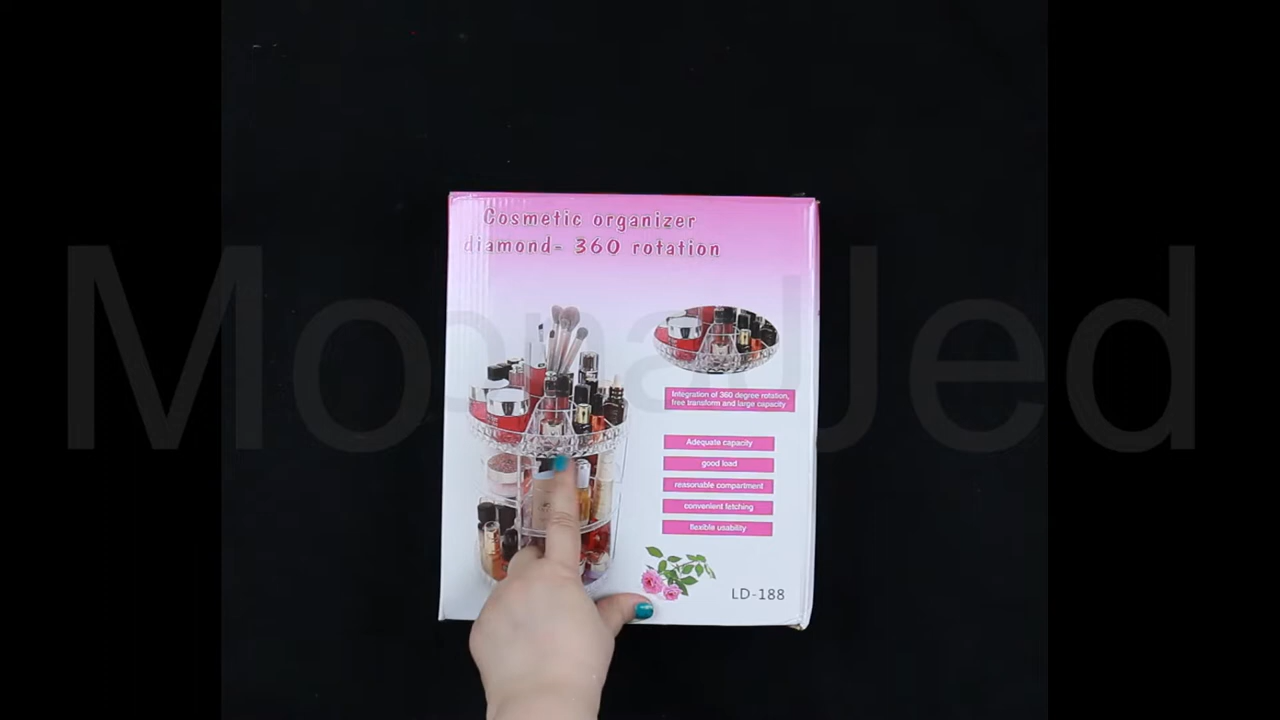 Cosmetic organizer
diamond- 360 rotation
Integration of 360 degree rotation,
free transform and large capacity
Adequate capacity
good load
reasonable compartment
convenient fetching
flexible usability
LD-188
MoonaJJed